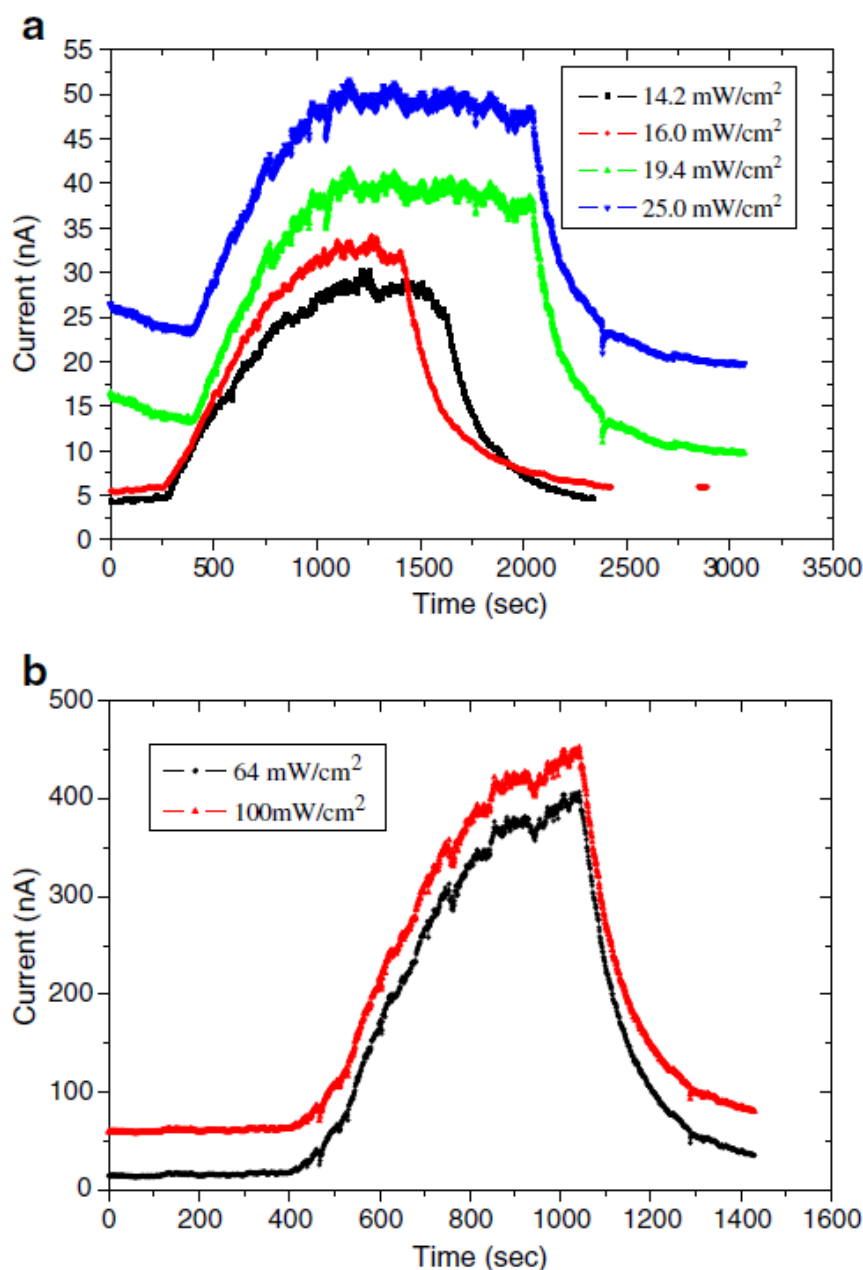 a
55
50
45
40
35
30
25
20
15
10
5
0
Current (nA)
14.2 mW/cm²
16.0 mW/cm²
19.4 mW/cm²
25.0 mW/cm²
0 500 1000 1500 2000 2500 3000 3500
Time (sec)
b
500
400
300
200
100
0
Current (nA)
64 mW/cm²
100mW/cm²
0 200 400 600 800 1000 1200 1400 1600
Time (sec)